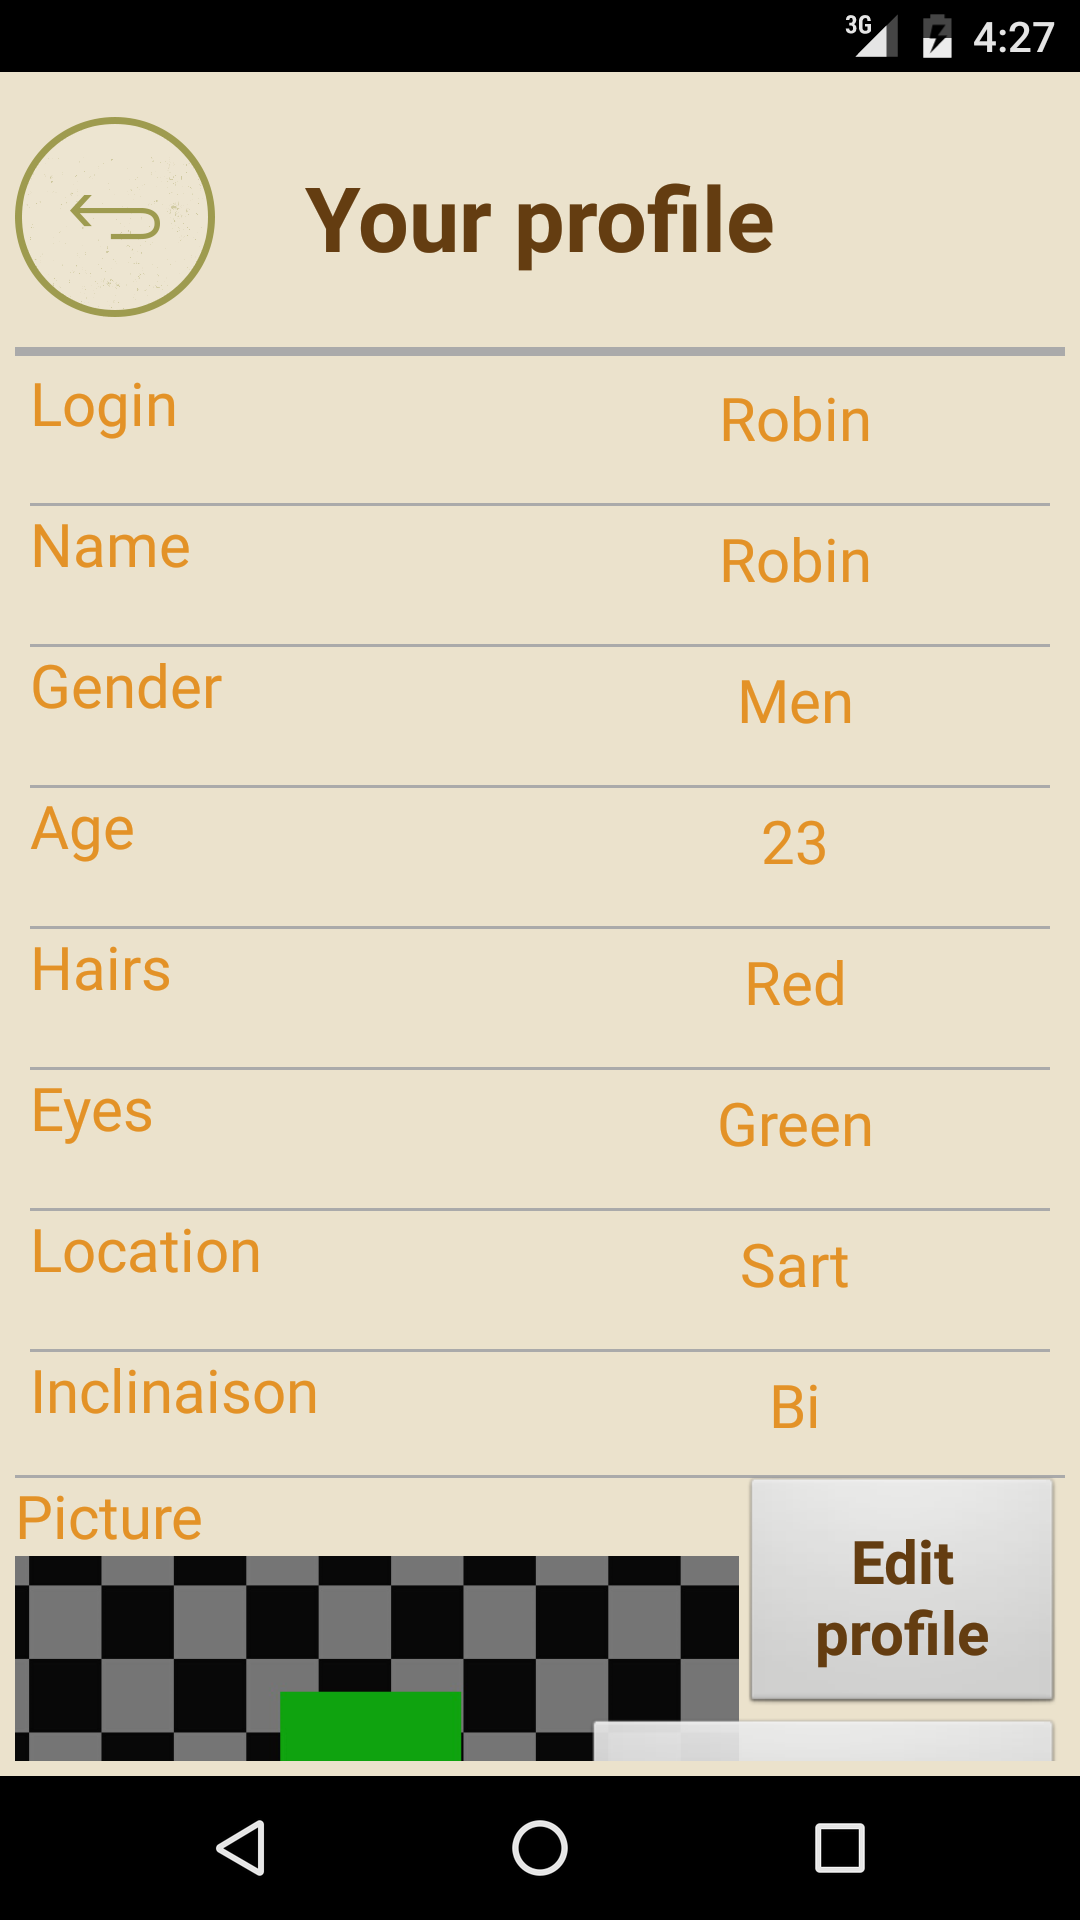 3G 4:27
Your profile
Login Robin
Name Robin
Gender Men
Age 23
Hairs Red
Eyes Green
Location Sart
Inclinaison Bi
Picture
Edit
profile